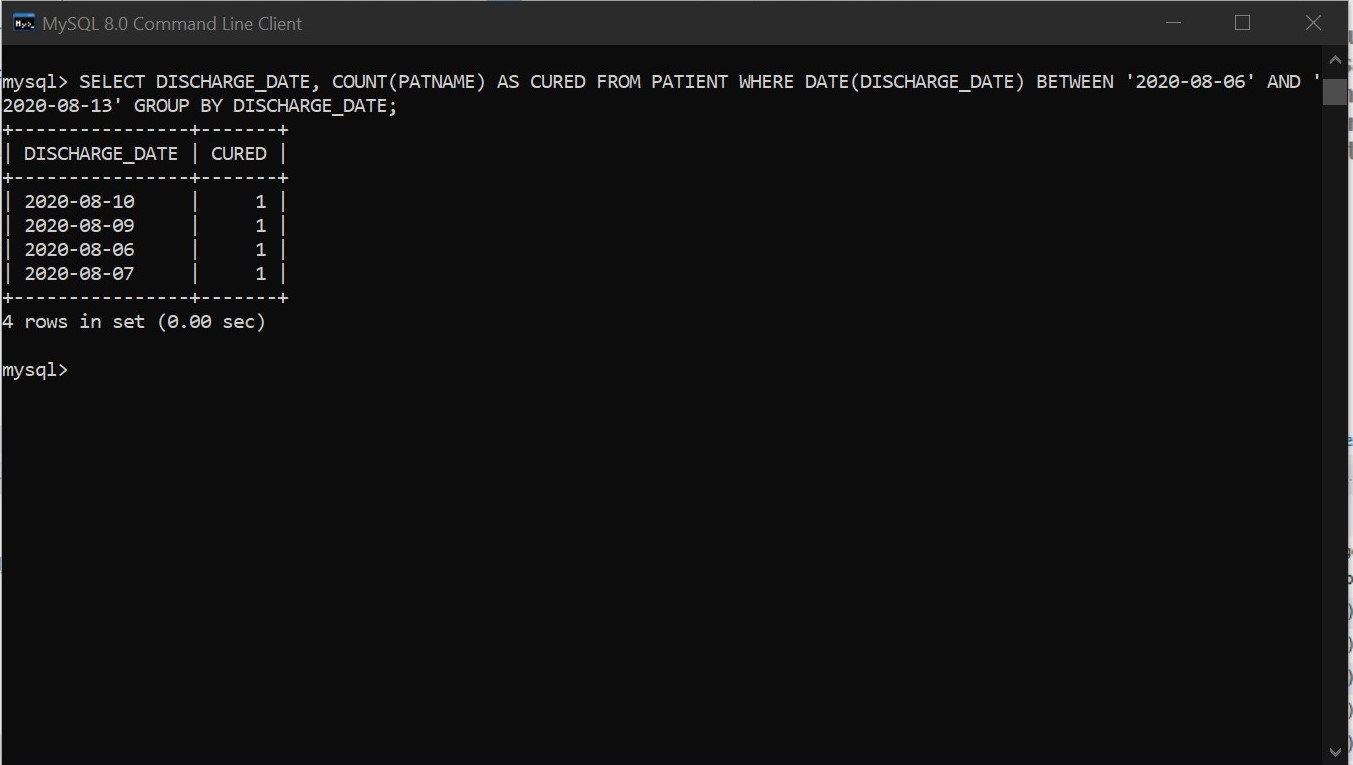 MySQL 8.0 Command Line Client
mysql> SELECT DISCHARGE_DATE, COUNT(PATNAME) AS CURED FROM PATIENT WHERE DATE(DISCHARGE_DATE) BETWEEN '2020-08-06' AND '
2020-08-13' GROUP BY DISCHARGE_DATE;
+----------------+-------+
| DISCHARGE_DATE | CURED |
+----------------+-------+
| 2020-08-10     |     1 |
| 2020-08-09     |     1 |
| 2020-08-06     |     1 |
| 2020-08-07     |     1 |
+----------------+-------+
4 rows in set (0.00 sec)
mysql>